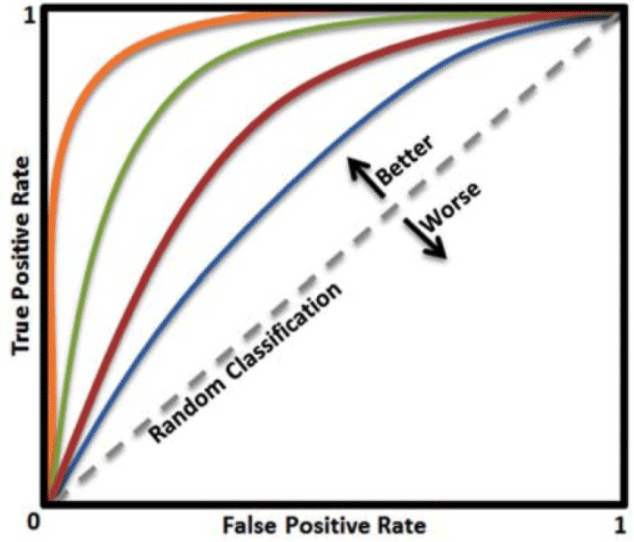 1
True Positive Rate
Better
Worse
Random Classification
0
False Positive Rate
1